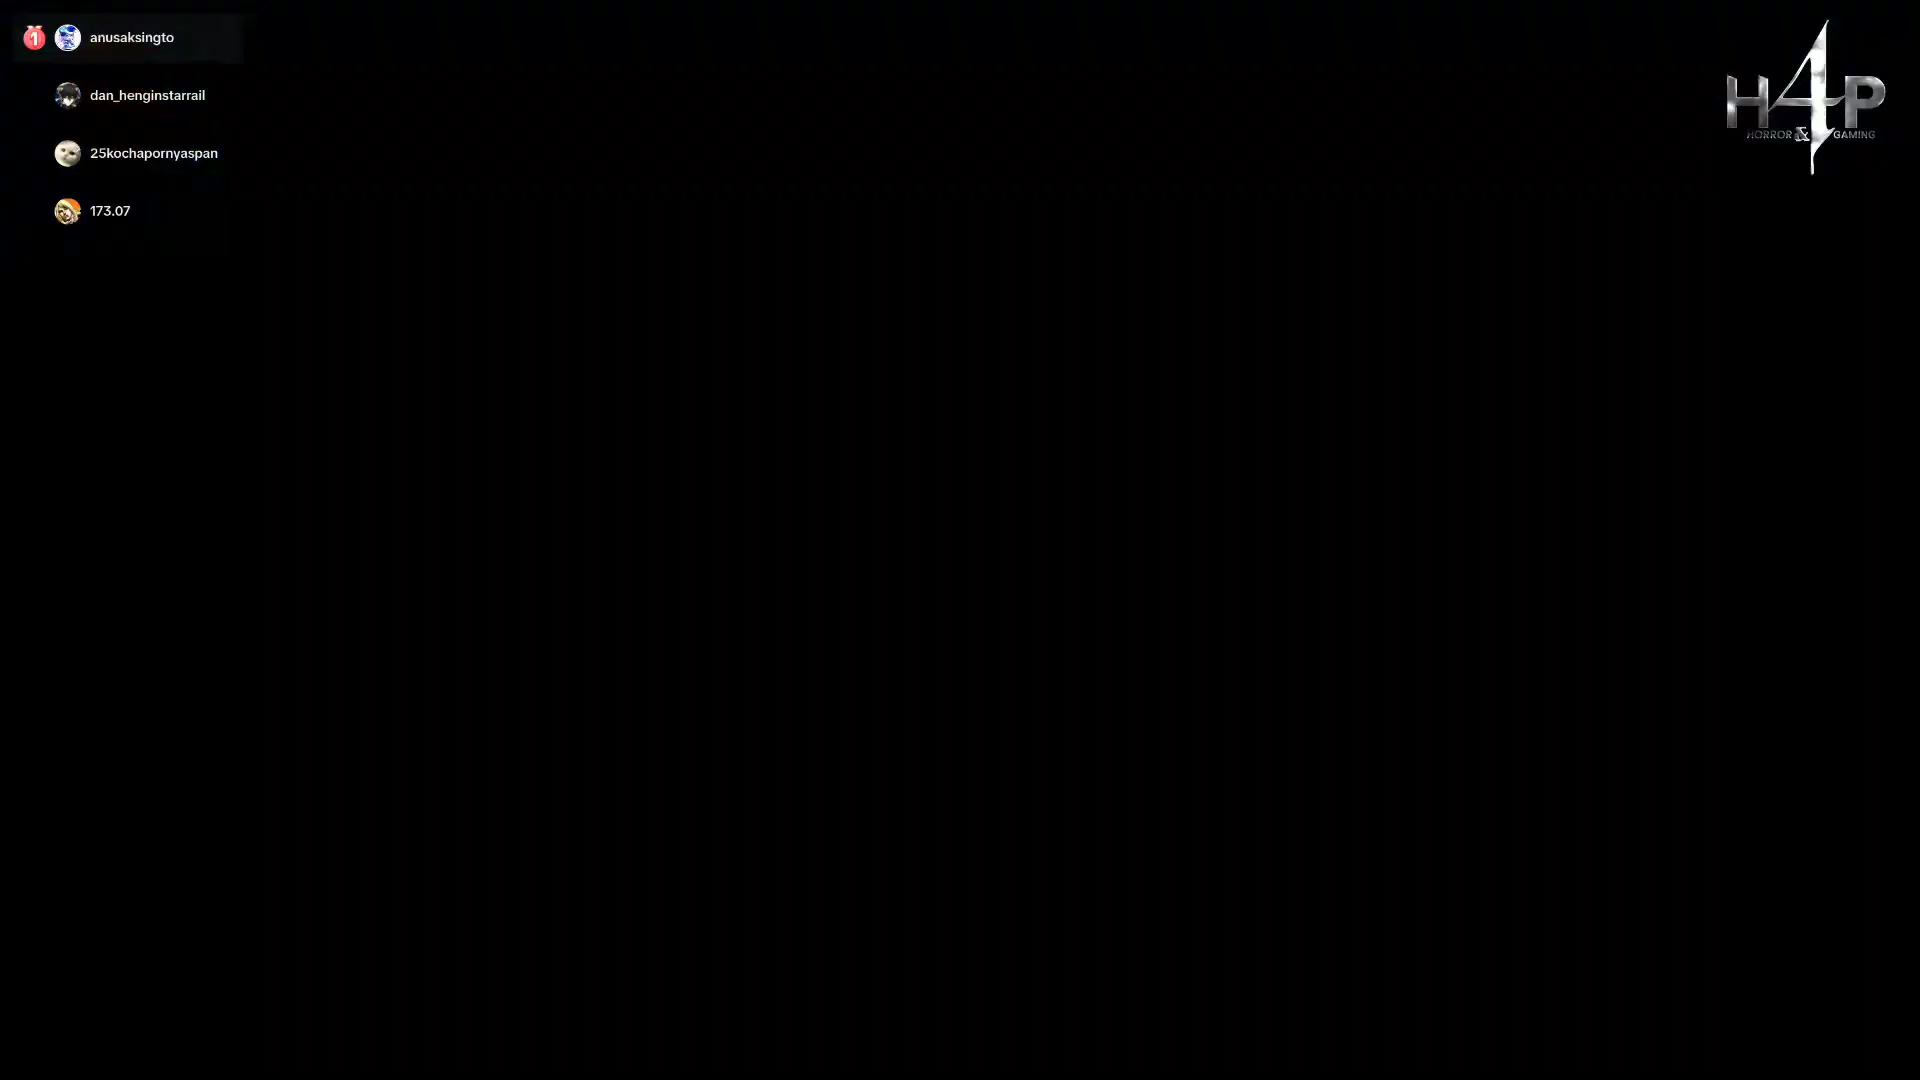 1
anusaksingto
dan_henginstarrail
25kochapornyaspan
173.07
H4P
HORROR & GAMING